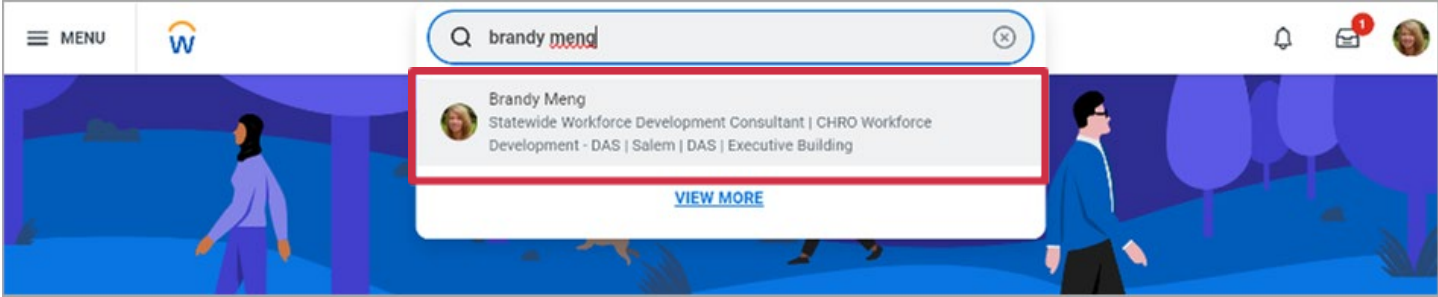 MENU
brandy meng
1
Brandy Meng
Statewide Workforce Development Consultant | CHRO Workforce
Development - DAS | Salem | DAS | Executive Building
VIEW MORE